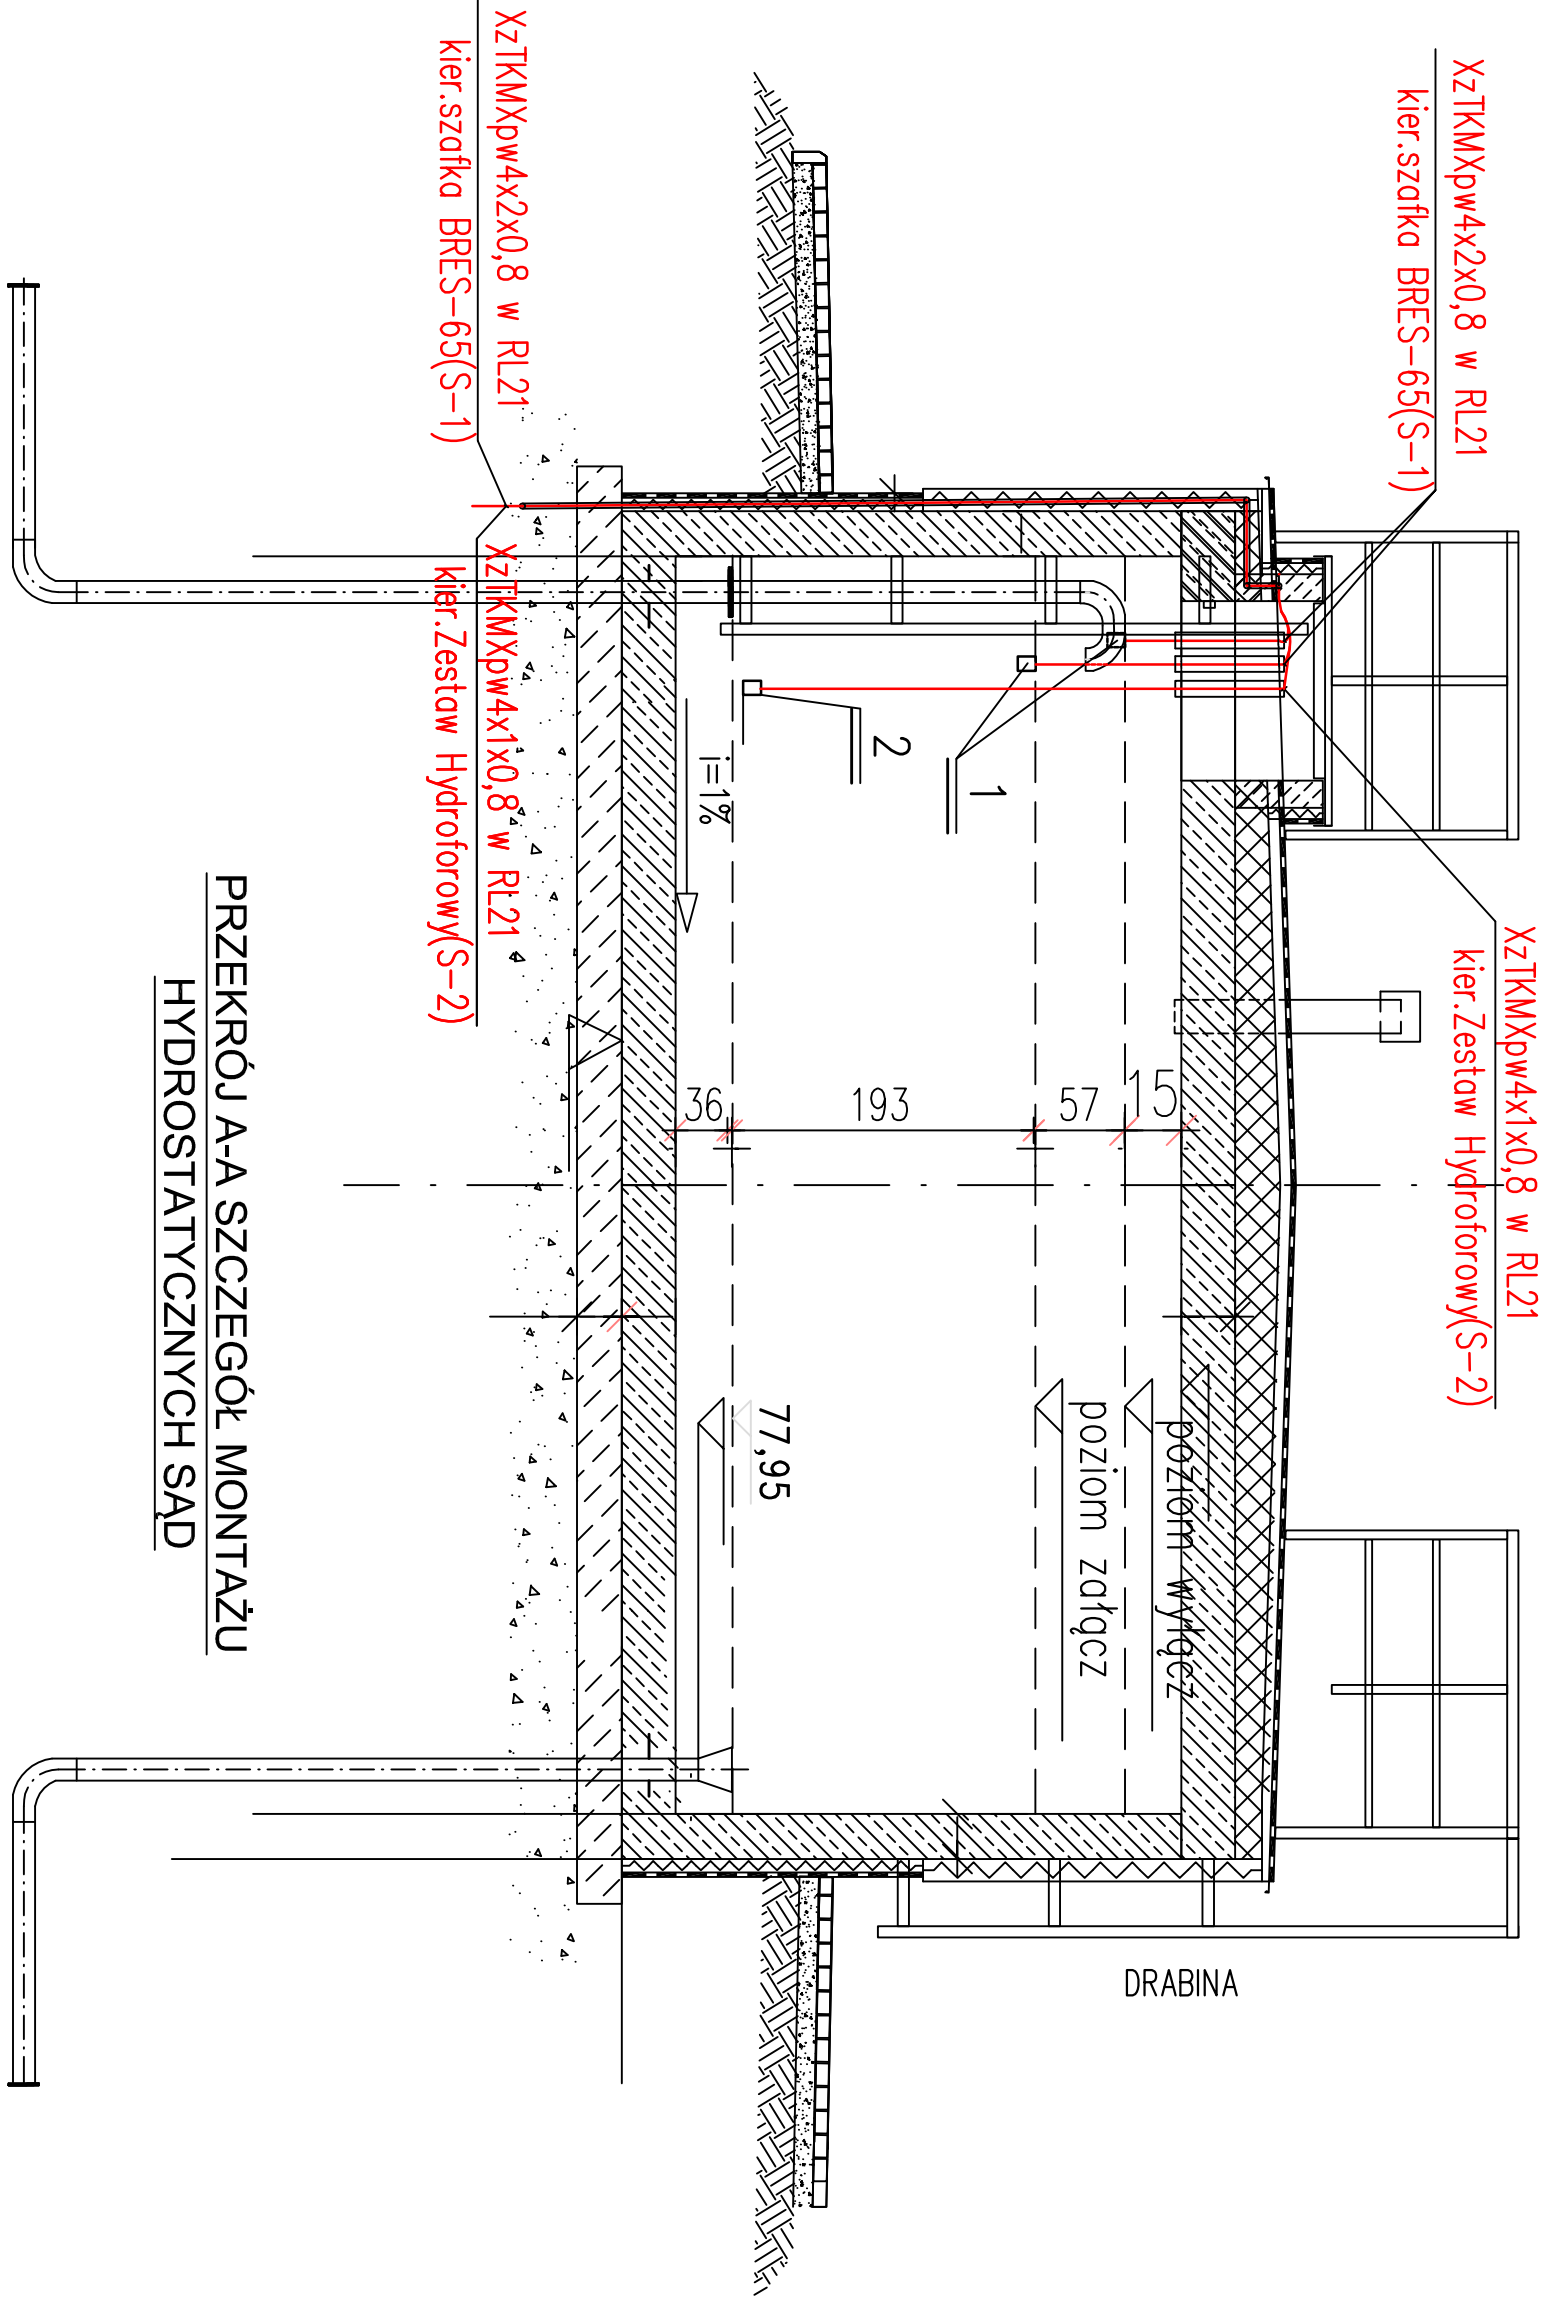 XzTKMXpw4x2x0,8 w RL21
kier.szafka BRES-65(S-1)
XzTKMXpw4x1x0,8 w RL21
kier.Zestaw Hydroforowy(S-2)
15
57
193
36
poziom wyłącz
poziom załącz
77,95
1
2
i=1%
DRABINA
XzTKMXpw4x2x0,8 w RL21
kier.szafka BRES-65(S-1)
XzTKMXpw4x1x0,8 w RL21
kier.Zestaw Hydroforowy(S-2)
PRZEKRÓJ A-A SZCZEGÓŁ MONTAŻU
HYDROSTATYCZNYCH SĄD